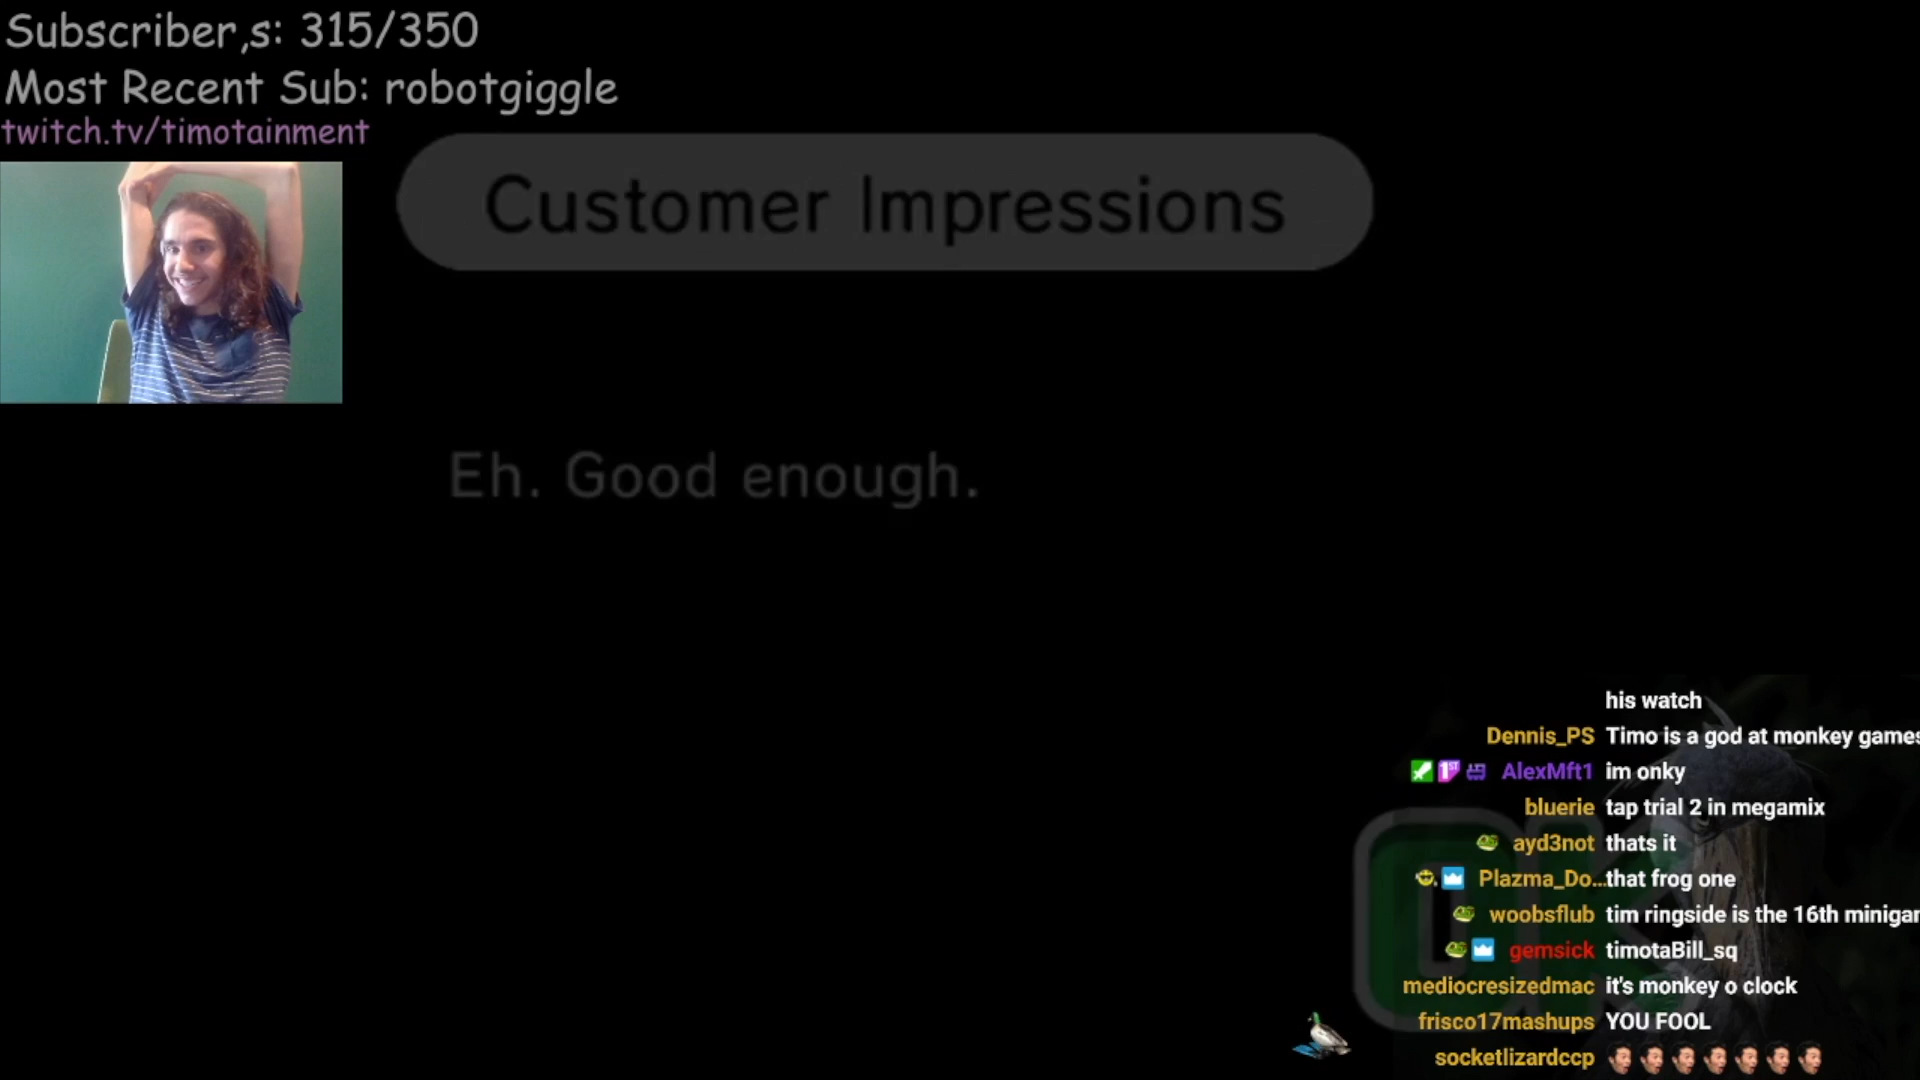 Subscriber,s: 315/350
Most Recent Sub: robotgiggle
twitch.tv/timotainment
Customer Impressions
Eh. Good enough.
his watch
Dennis_PS Timo is a god at monkey games
AlexMft1 im onky
bluerie tap trial 2 in megamix
ayd3not thats it
Plazma_Do... that frog one
woobsflub tim ringside is the 16th minigam
gemsick timotaBill_sq
mediocresizedmac it's monkey o clock
frisco17mashups YOU FOOL
socketlizardccp
OK